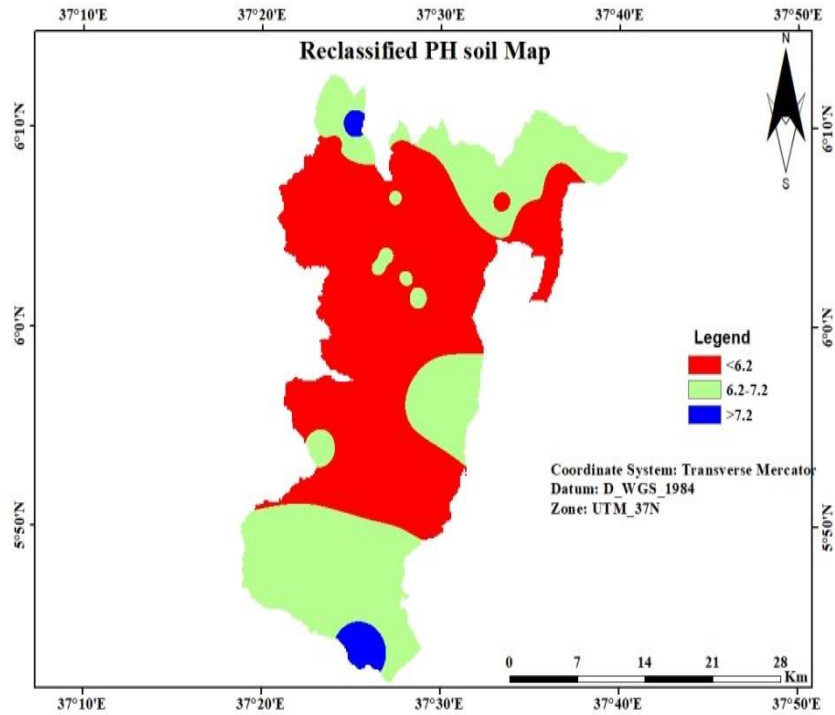 37°10'E 37°20'E 37°30'E 37°40'E 37°50'E
Reclassified PH soil Map
N
S
6°10'N 6°10'N
6°0'N 6°0'N
Legend
<6.2
6.2-7.2
>7.2
Coordinate System: Transverse Mercator
Datum: D_WGS_1984
Zone: UTM_37N
5°50'N 5°50'N
0 7 14 21 28
Km
37°10'E 37°20'E 37°30'E 37°40'E 37°50'E